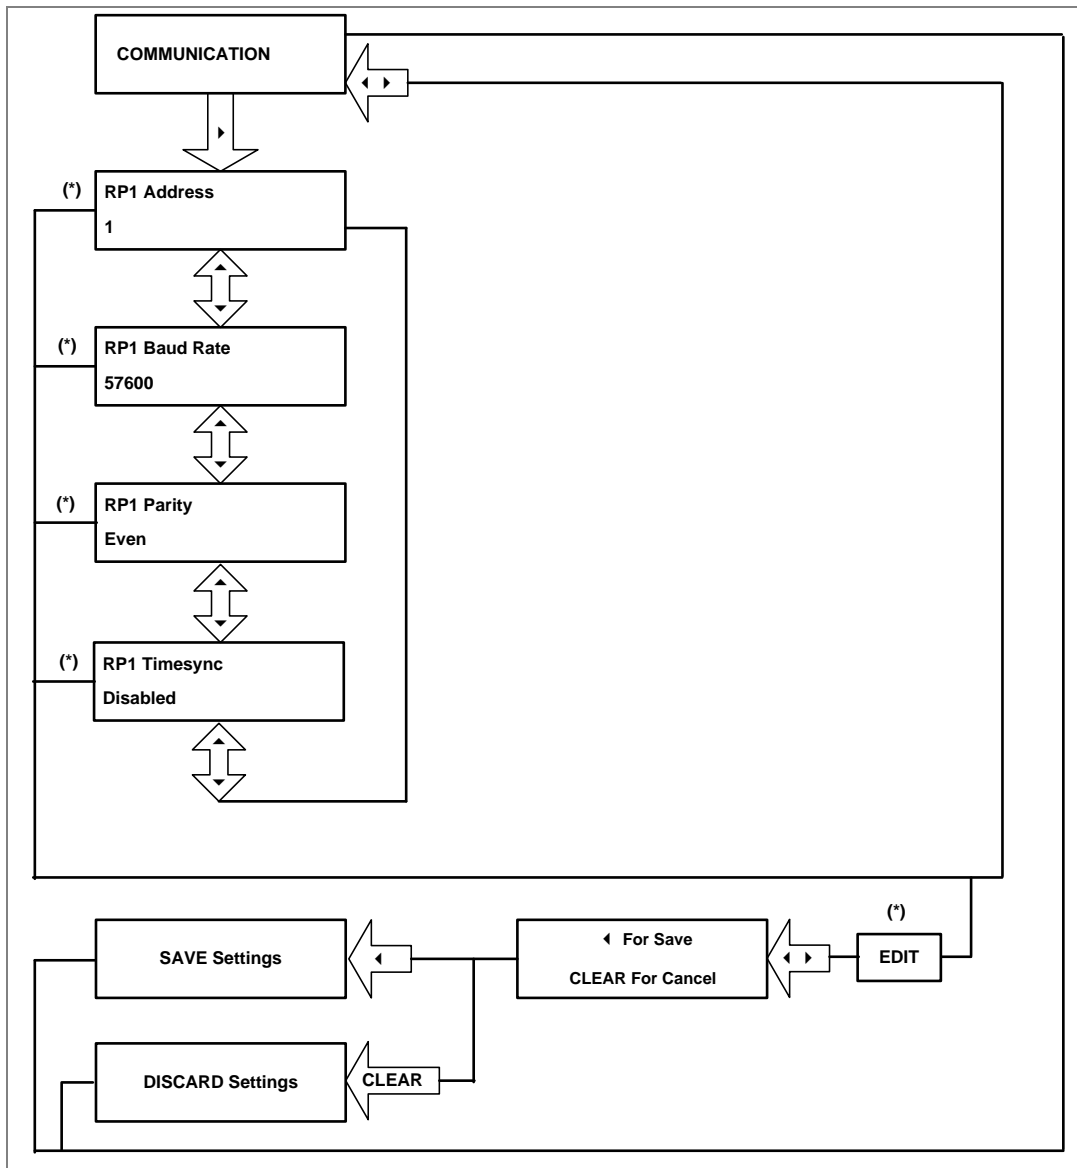 COMMUNICATION
(*)
RP1 Address
1
(*)
RP1 Baud Rate
57600
(*)
RP1 Parity
Even
(*)
RP1 Timesync
Disabled
(*)
EDIT
For Save
CLEAR For Cancel
SAVE Settings
CLEAR
DISCARD Settings